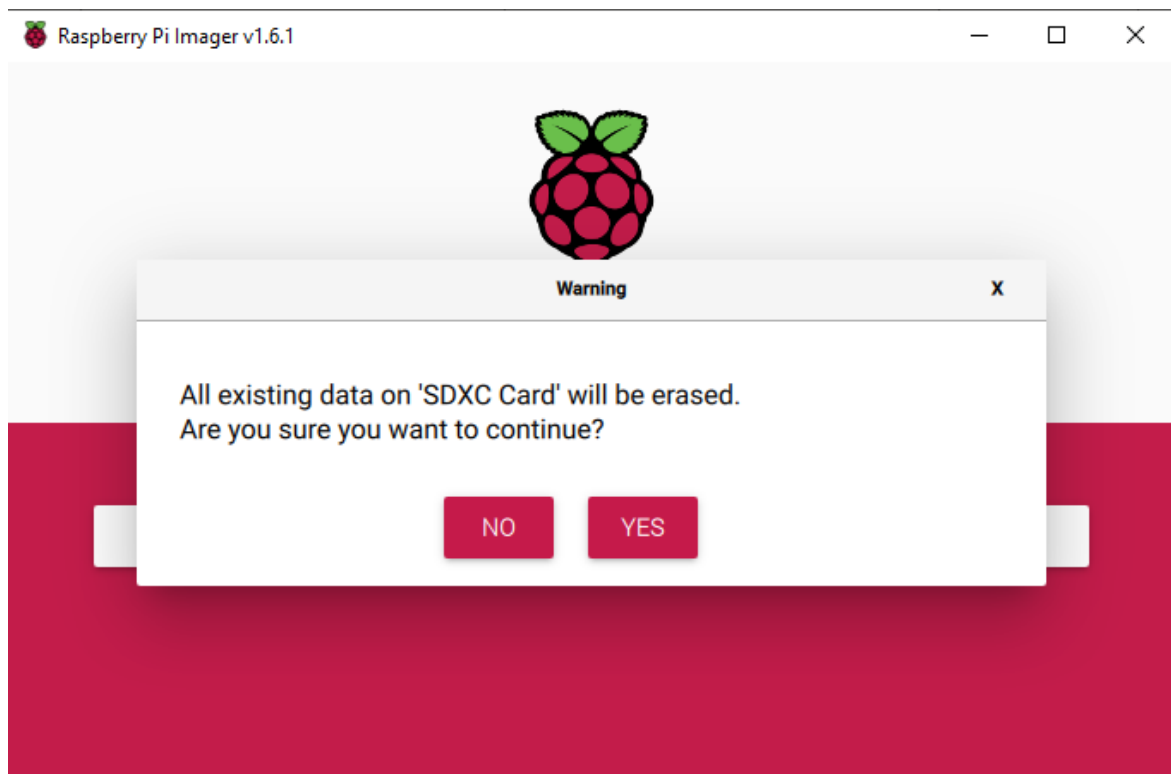 Raspberry Pi Imager v1.6.1
Warning
X
All existing data on 'SDXC Card' will be erased.
Are you sure you want to continue?
NO
YES